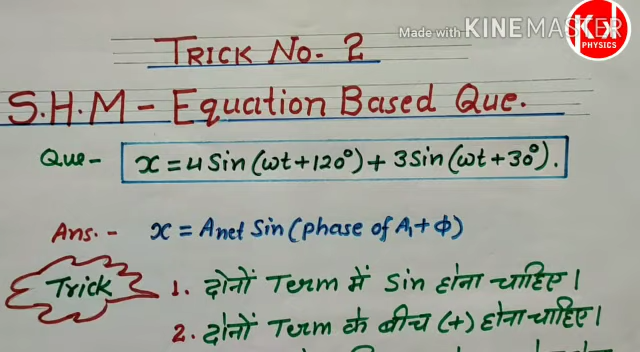 Made with KINEMASTER
K PHYSICS
TRICK NO. 2
S.H.M - Equation Based Que.
Que- x = 4 Sin (ωt+120°) + 3 Sin (ωt+30°).
Ans. - x = Anet Sin (phase of A₁ + ϕ)
Trick
1. दोनों Term में Sin होना चाहिए।
2. दोनों Term के बीच (+) होना चाहिए।